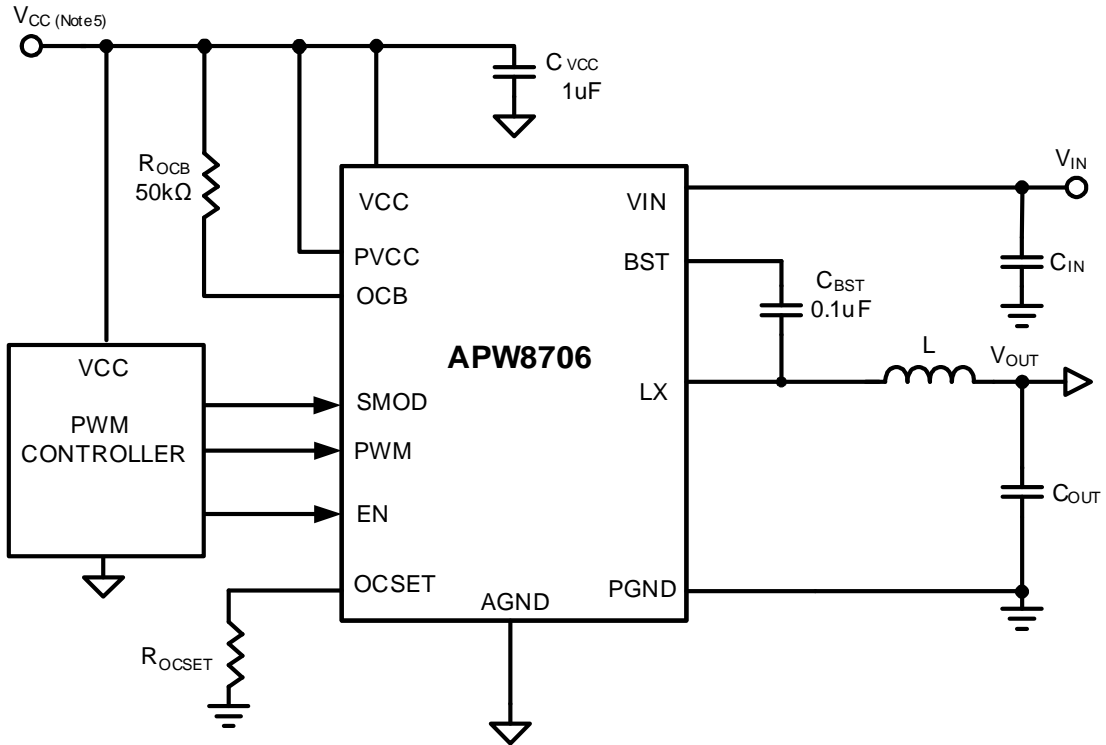 VCC (Note5)
CVCC
1uF
ROCB
50kΩ
VIN
VCC
VIN
PVCC
BST
CIN
OCB
CBST
0.1uF
APW8706
L
VOUT
VCC
LX
SMOD
PWM
PWM
CONTROLLER
COUT
EN
OCSET
AGND
PGND
ROCSET